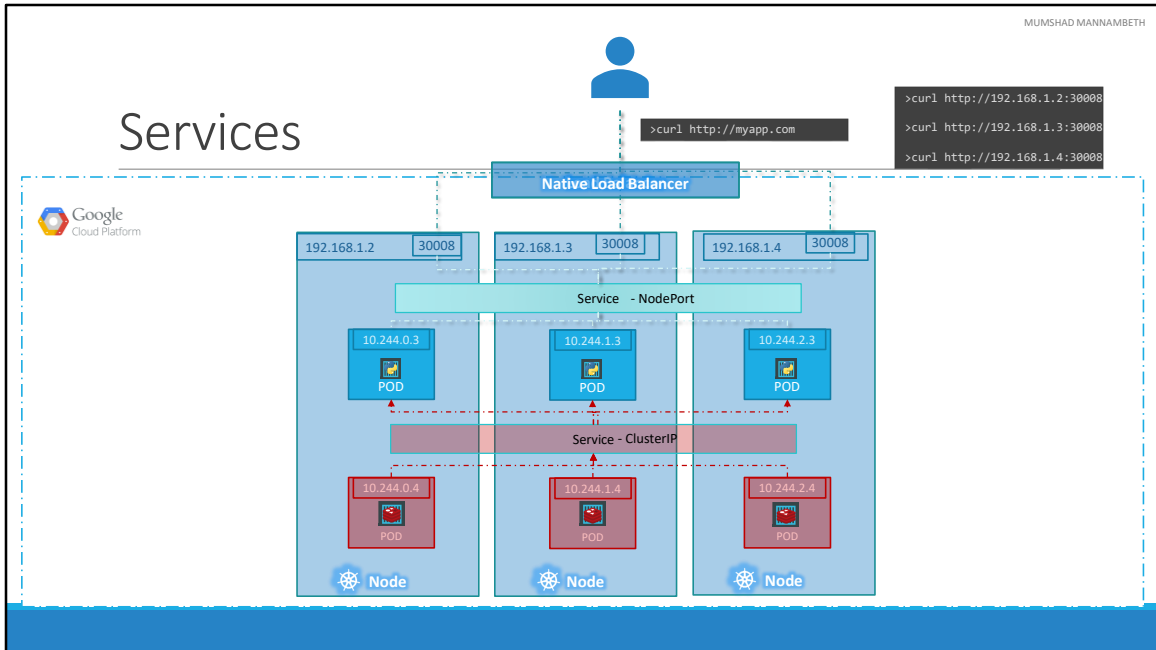 MUMSHAD MANNAMBETH
Services
>curl http://myapp.com
>curl http://192.168.1.2:30008
>curl http://192.168.1.3:30008
>curl http://192.168.1.4:30008
Native Load Balancer
Google
Cloud Platform
192.168.1.2 30008
192.168.1.3 30008
192.168.1.4 30008
Service - NodePort
10.244.0.3
POD
10.244.1.3
POD
10.244.2.3
POD
Service - ClusterIP
10.244.0.4
POD
10.244.1.4
POD
10.244.2.4
POD
Node
Node
Node